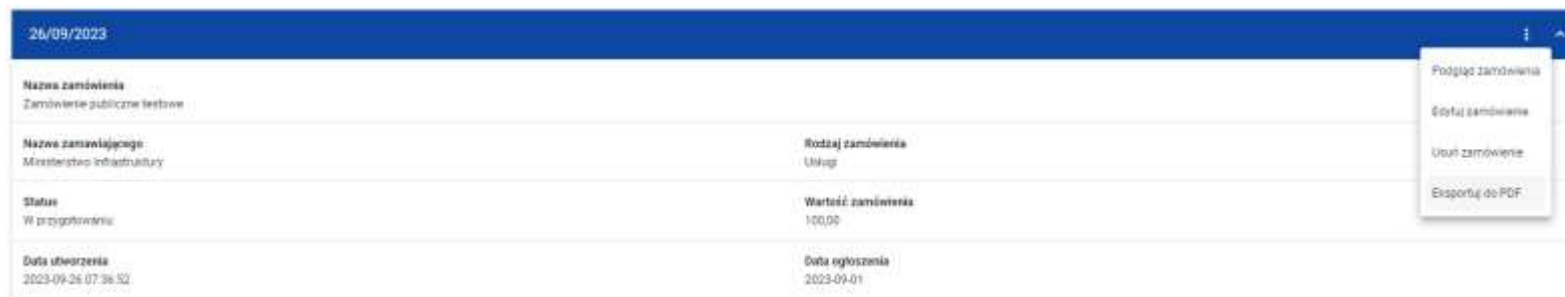 26/09/2023
Podgląd zamówienia
Edytuj zamówienie
Usuń zamówienie
Eksportuj do PDF
Nazwa zamówienia
Zamówienie publiczne testowe
Nazwa zamawiającego
Ministerstwo Infrastruktury
Rodzaj zamówienia
Usługi
Status
W przygotowaniu
Wartość zamówienia
100,00
Data utworzenia
2023-09-26 07:36:52
Data ogłoszenia
2023-09-01